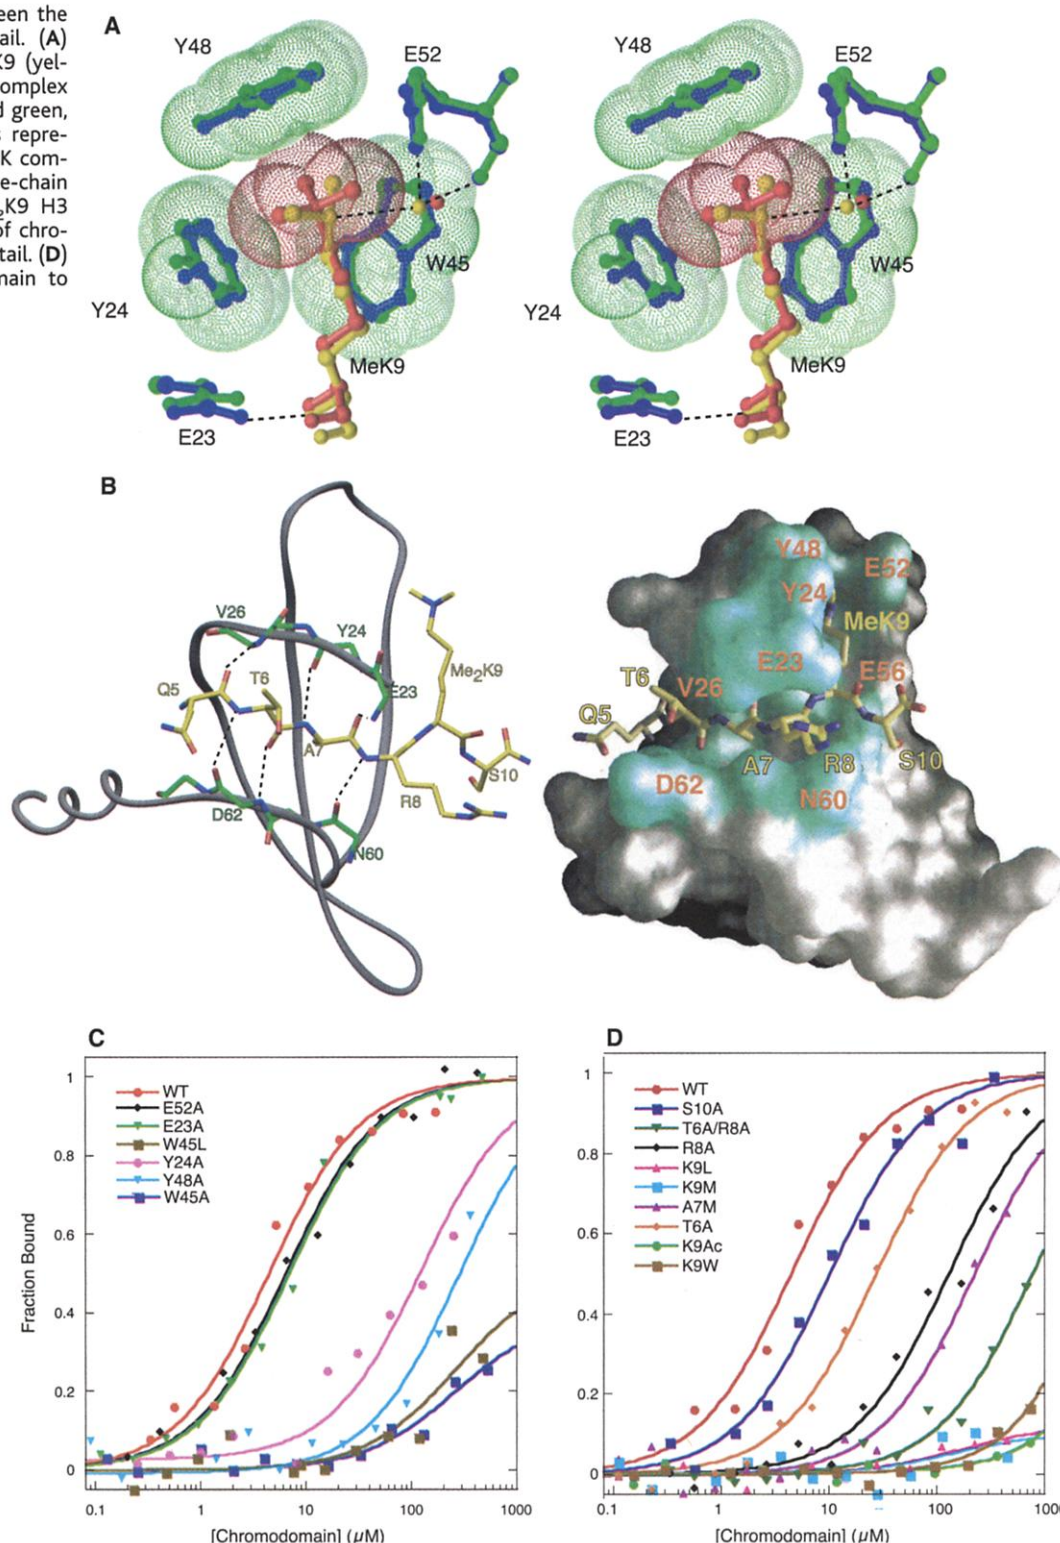 een the
ail. (A)
K9 (yel-
omplex
d green,
s repre-
K com-
e-chain
K9 H3
of chro-
tail. (D)
nain to
A
Y48
E52
Y24
W45
MeK9
E23
Y48
E52
Y24
W45
MeK9
E23
B
V26
Y24
Q5
T6
E23
Me₂K9
A7
S10
R8
D62
N60
Y48
E52
Y24
MeK9
E23
E56
T6
V26
Q5
A7
R8
S10
D62
N60
C
WT
E52A
E23A
W45L
Y24A
Y48A
W45A
Fraction Bound
1
0.8
0.6
0.4
0.2
0
0.1
1
10
100
1000
[Chromodomain] (µM)
D
WT
S10A
T6A/R8A
R8A
K9L
K9M
A7M
T6A
K9Ac
K9W
1
0.8
0.6
0.4
0.2
0
0.1
1
10
100
100
[Chromodomain] (µM)